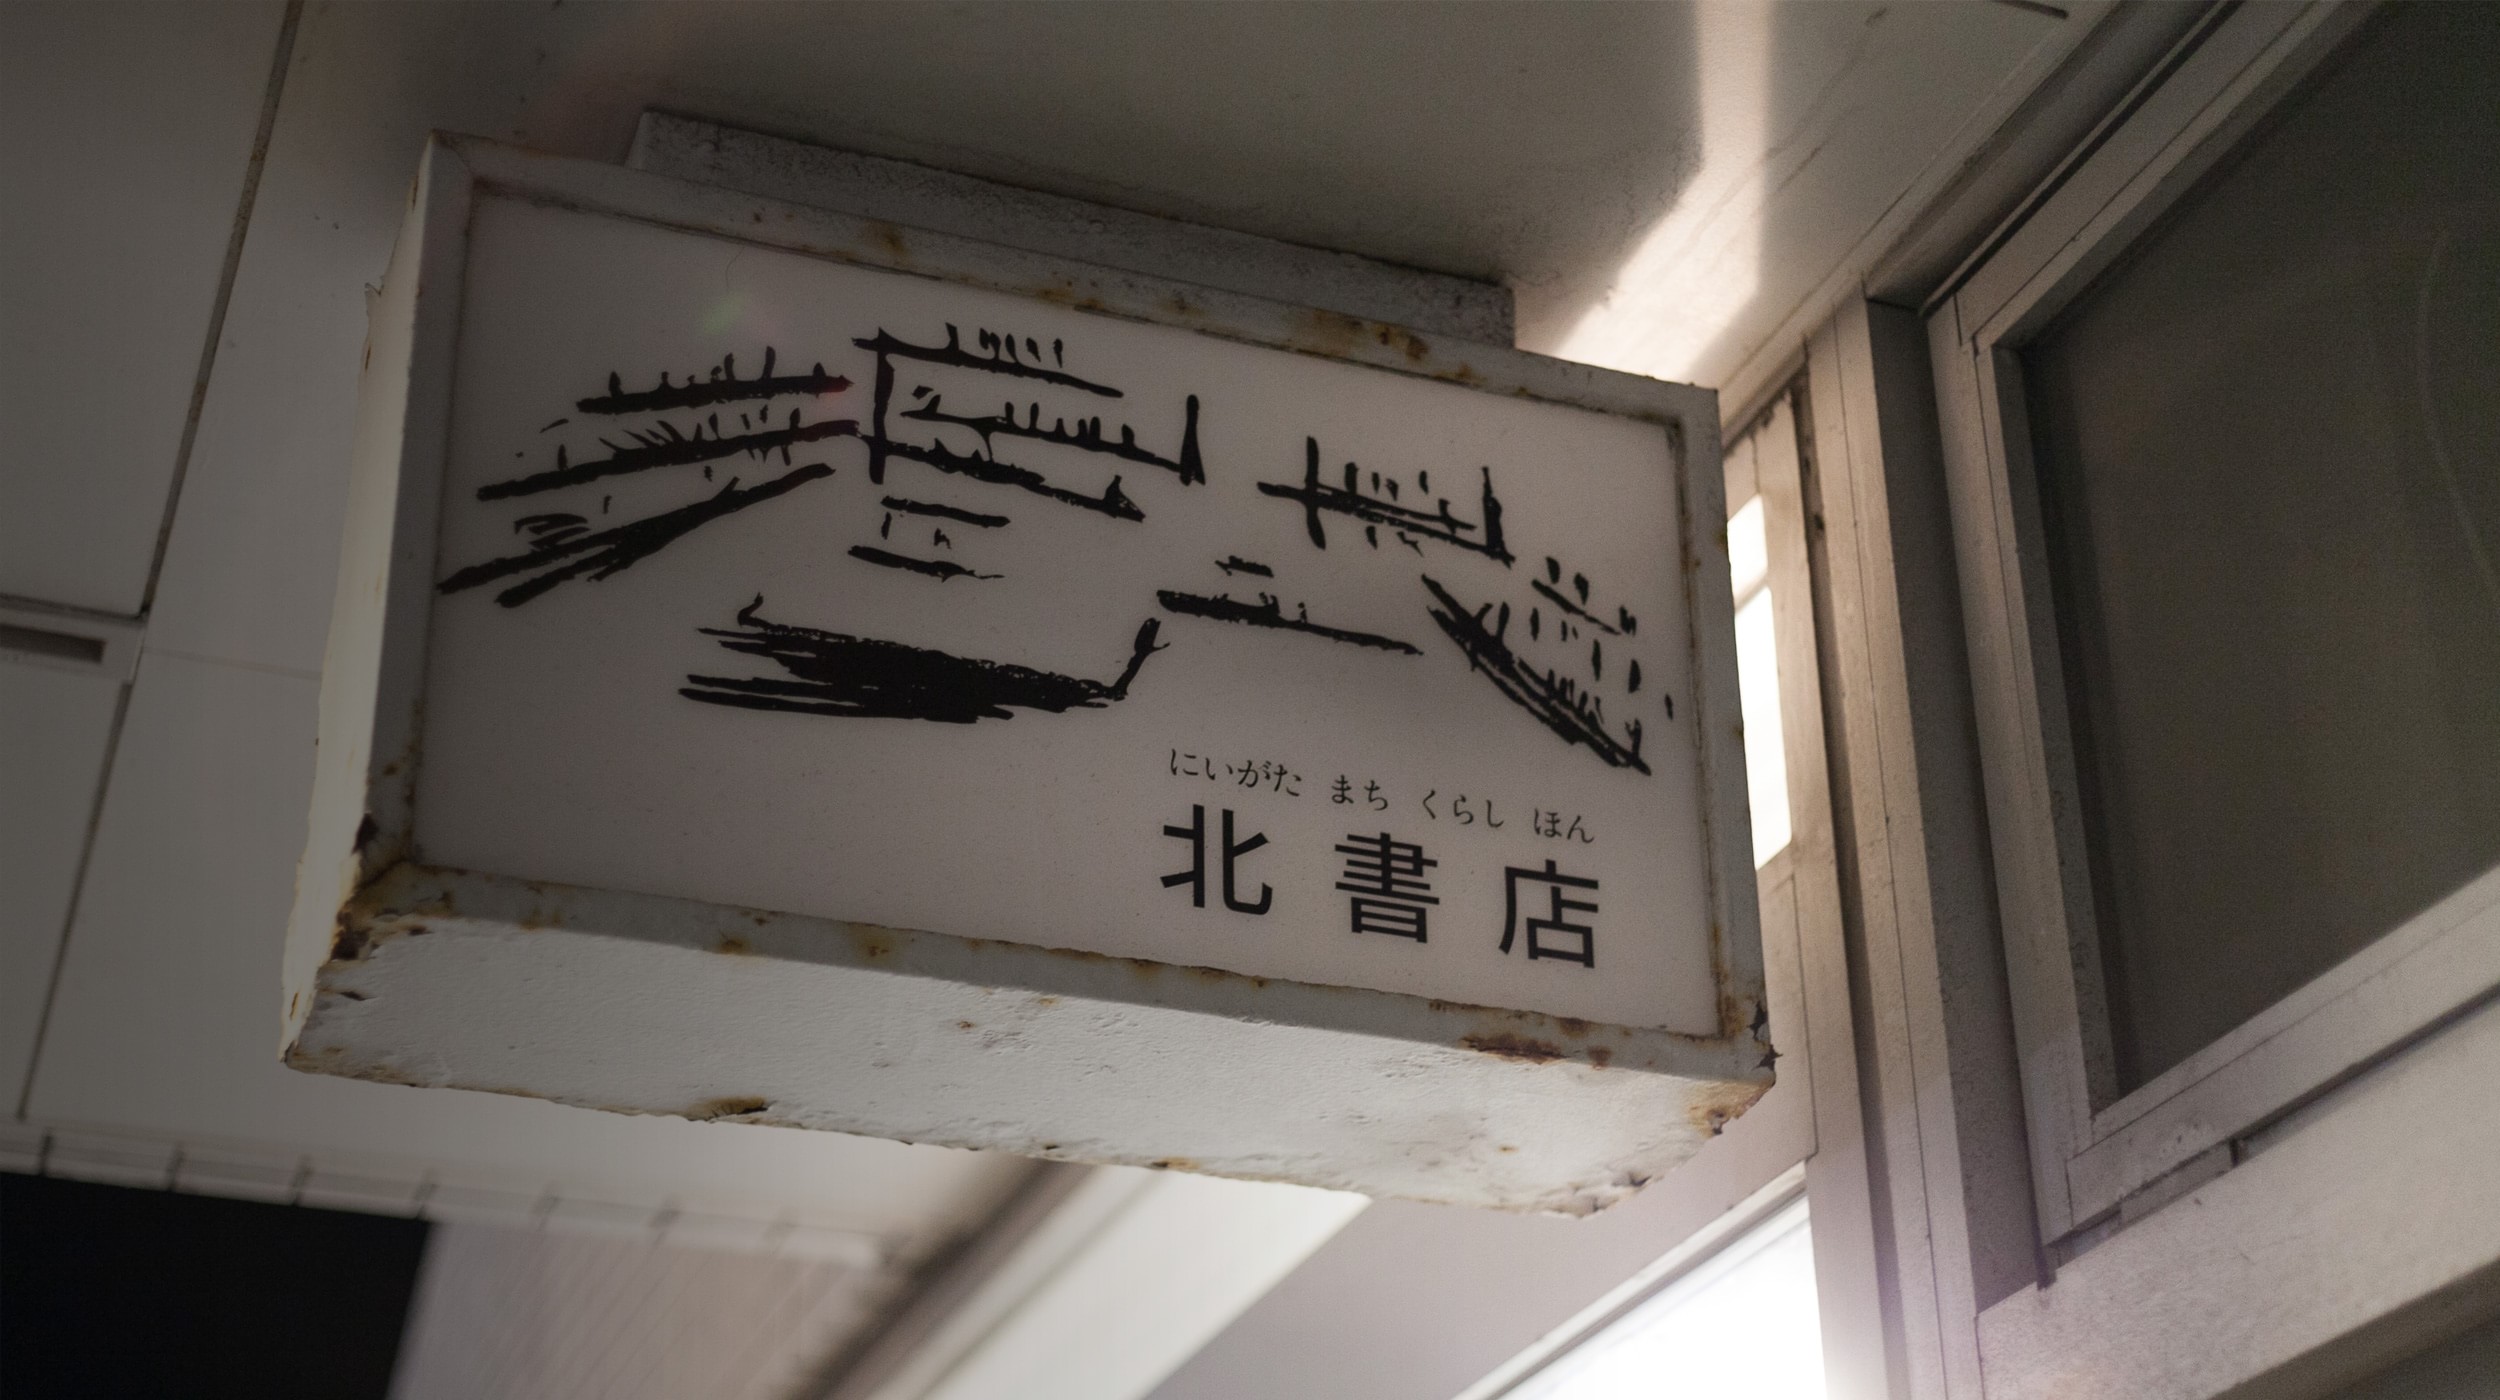 にいがた まち くらし ほん
北書店